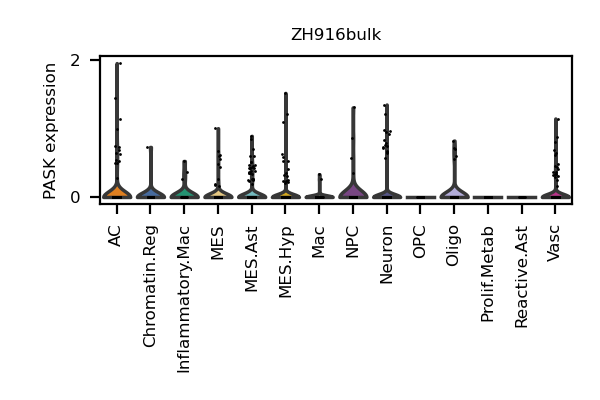 ZH916bulk
PASK expression
2
0
AC
Chromatin.Reg
Inflammatory.Mac
MES
MES.Ast
MES.Hyp
Mac
NPC
Neuron
OPC
Oligo
Prolif.Metab
Reactive.Ast
Vasc